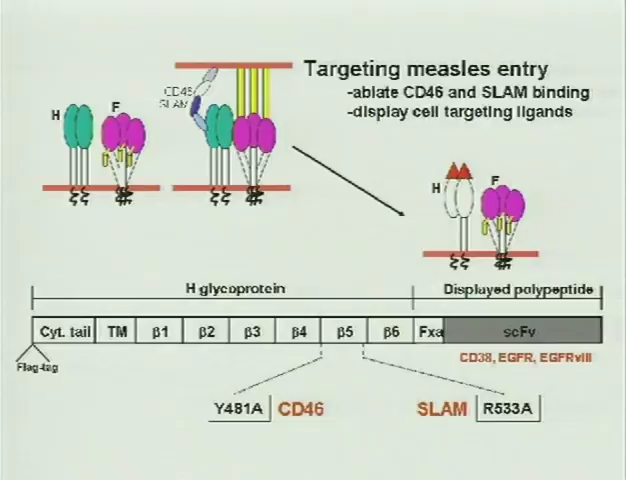 Targeting measles entry
-ablate CD46 and SLAM binding
-display cell targeting ligands
CD46
SLAM
H
F
H
F
H glycoprotein
Displayed polypeptide
Cyt. tail
TM
β1
β2
β3
β4
β5
β6
Fxa
scFv
Flag-tag
CD38, EGFR, EGFRvIII
Y481A
CD46
SLAM
R533A